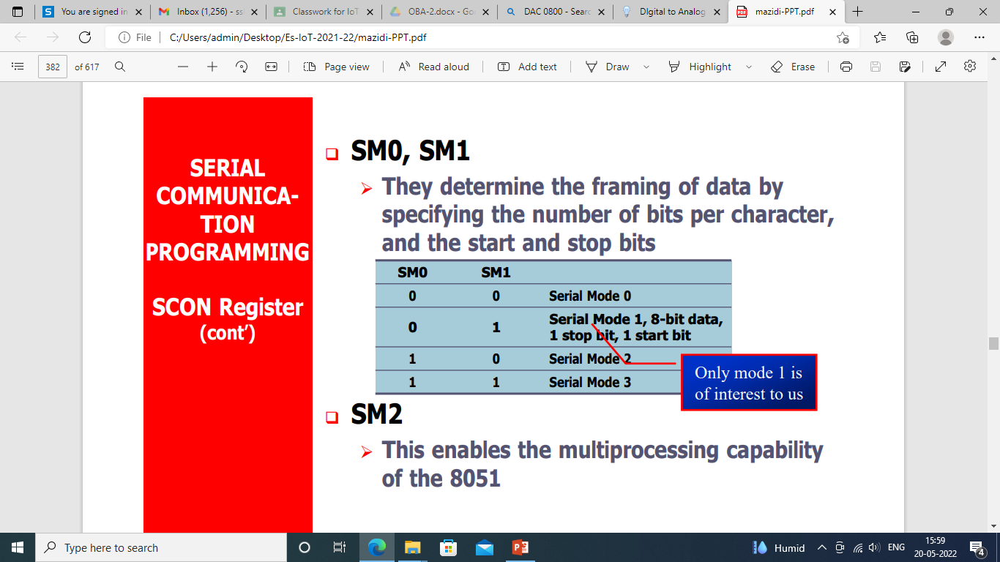 You are signed in
Inbox (1,256) - ss
Classwork for IoT
OBA-2.docx - Go
DAC 0800 - Searc
DIgital to Analog
mazidi-PPT.pdf
File
C:/Users/admin/Desktop/Es-IoT-2021-22/mazidi-PPT.pdf
382 of 617
Page view
Read aloud
Add text
Draw
Highlight
Erase
SERIAL
COMMUNICA-
TION
PROGRAMMING
SCON Register
(cont’)
SM0, SM1
They determine the framing of data by
specifying the number of bits per character,
and the start and stop bits
SM0 SM1
0 0 Serial Mode 0
0 1 Serial Mode 1, 8-bit data,
1 stop bit, 1 start bit
1 0 Serial Mode 2
1 1 Serial Mode 3
Only mode 1 is
of interest to us
SM2
This enables the multiprocessing capability
of the 8051
Type here to search
Humid
ENG
15:59
20-05-2022
4